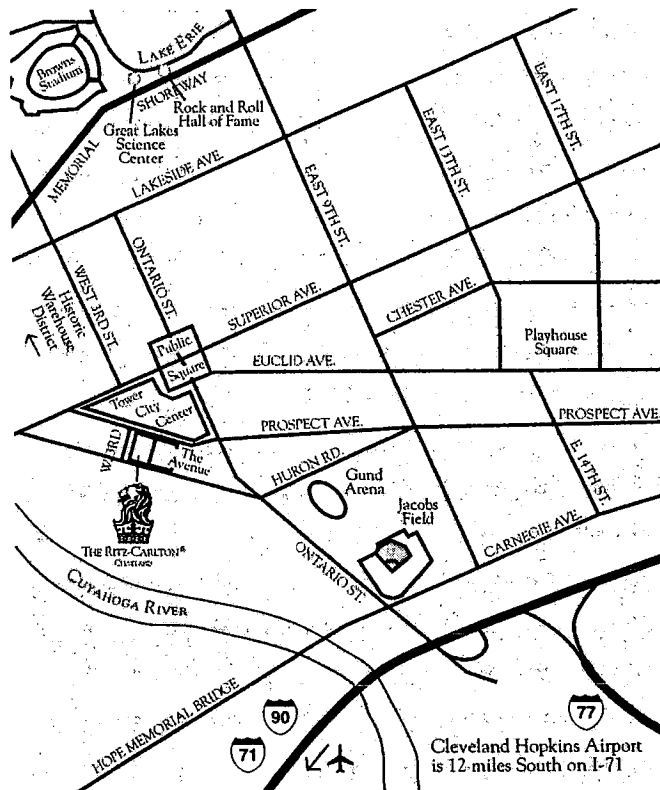 LAKE ERIE
Browns
Stadium
SHOREWAY
Rock and Roll
Hall of Fame
Great Lakes
Science
Center
MEMORIAL
LAKESIDE AVE.
EAST 9TH ST.
EAST 13TH ST.
EAST 17TH ST.
WEST 3RD ST.
Historic
Warehouse
District
ONTARIO ST.
SUPERIOR AVE.
CHESTER AVE.
Public
Square
EUCLID AVE.
Playhouse
Square
Tower
City
Center
PROSPECT AVE.
PROSPECT AVE.
W. 3RD
The
Avenue
HURON RD.
Gund
Arena
Jacobs
Field
E. 14TH ST.
CARNEGIE AVE.
ONTARIO ST.
THE RITZ-CARLTON®
CLEVELAND
CUYAHOGA RIVER
HOPE MEMORIAL BRIDGE
90
71
77
Cleveland Hopkins Airport
is 12 miles South on I-71